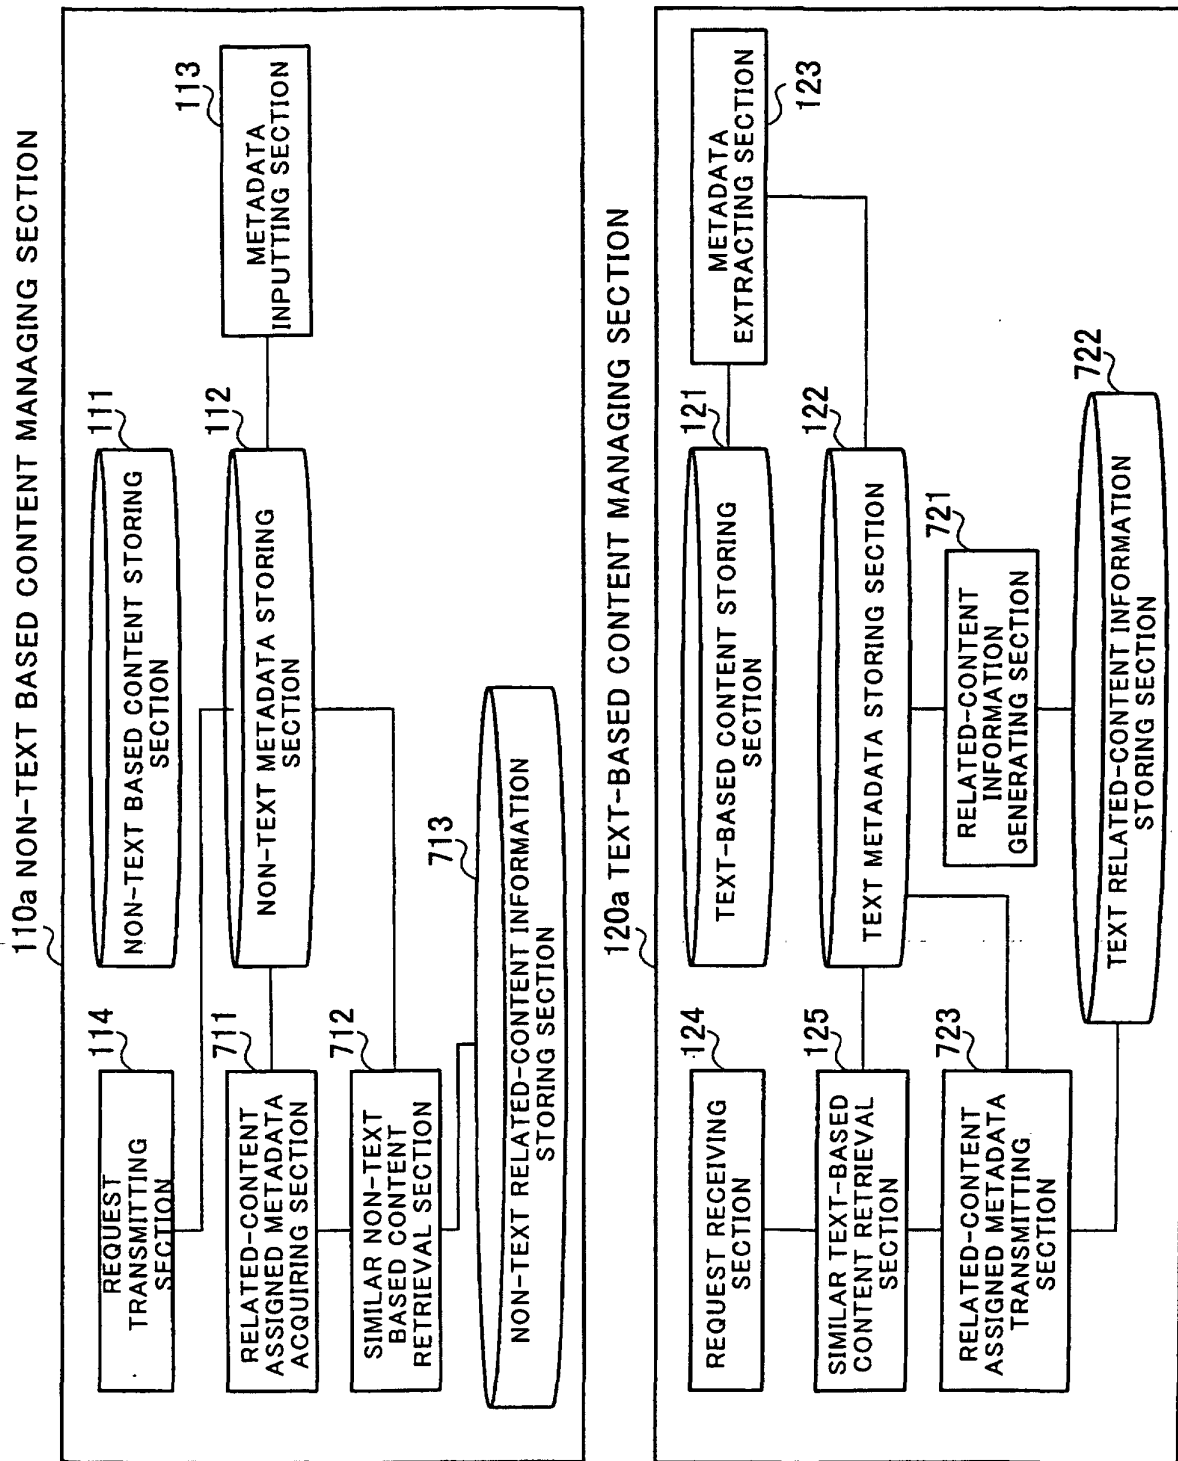 110a NON-TEXT BASED CONTENT MANAGING SECTION
114
REQUEST
TRANSMITTING
SECTION
111
NON-TEXT BASED CONTENT STORING
SECTION
113
METADATA
INPUTTING SECTION
711
RELATED-CONTENT
ASSIGNED METADATA
ACQUIRING SECTION
112
NON-TEXT METADATA STORING
SECTION
712
SIMILAR NON-TEXT
BASED CONTENT
RETRIEVAL SECTION
713
NON-TEXT RELATED-CONTENT INFORMATION
STORING SECTION
120a TEXT-BASED CONTENT MANAGING SECTION
124
REQUEST RECEIVING
SECTION
121
TEXT-BASED CONTENT STORING
SECTION
METADATA
EXTRACTING SECTION
123
125
SIMILAR TEXT-BASED
CONTENT RETRIEVAL
SECTION
122
TEXT METADATA STORING SECTION
723
RELATED-CONTENT
ASSIGNED METADATA
TRANSMITTING
SECTION
721
RELATED-CONTENT
INFORMATION
GENERATING SECTION
722
TEXT RELATED-CONTENT INFORMATION
STORING SECTION